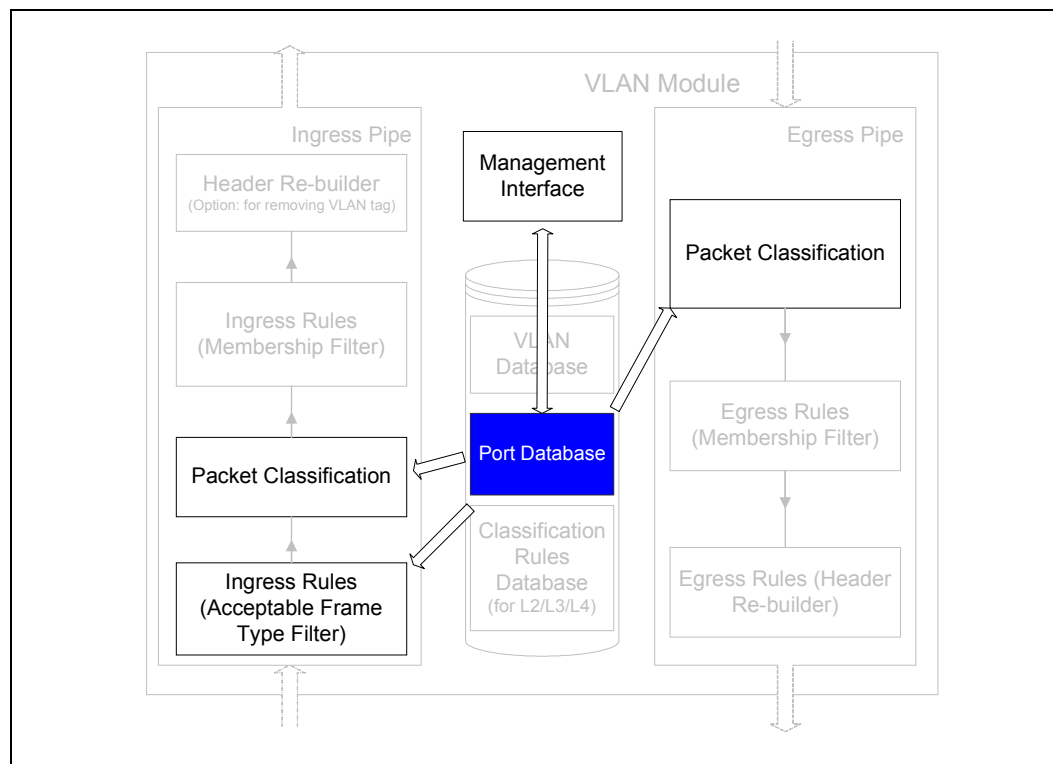 VLAN Module
Ingress Pipe
Header Re-builder
(Option: for removing VLAN tag)
Ingress Rules
(Membership Filter)
Packet Classification
Ingress Rules
(Acceptable Frame
Type Filter)
Management
Interface
VLAN
Database
Port Database
Classification
Rules
Database
(for L2/L3/L4)
Egress Pipe
Packet Classification
Egress Rules
(Membership Filter)
Egress Rules (Header
Re-builder)